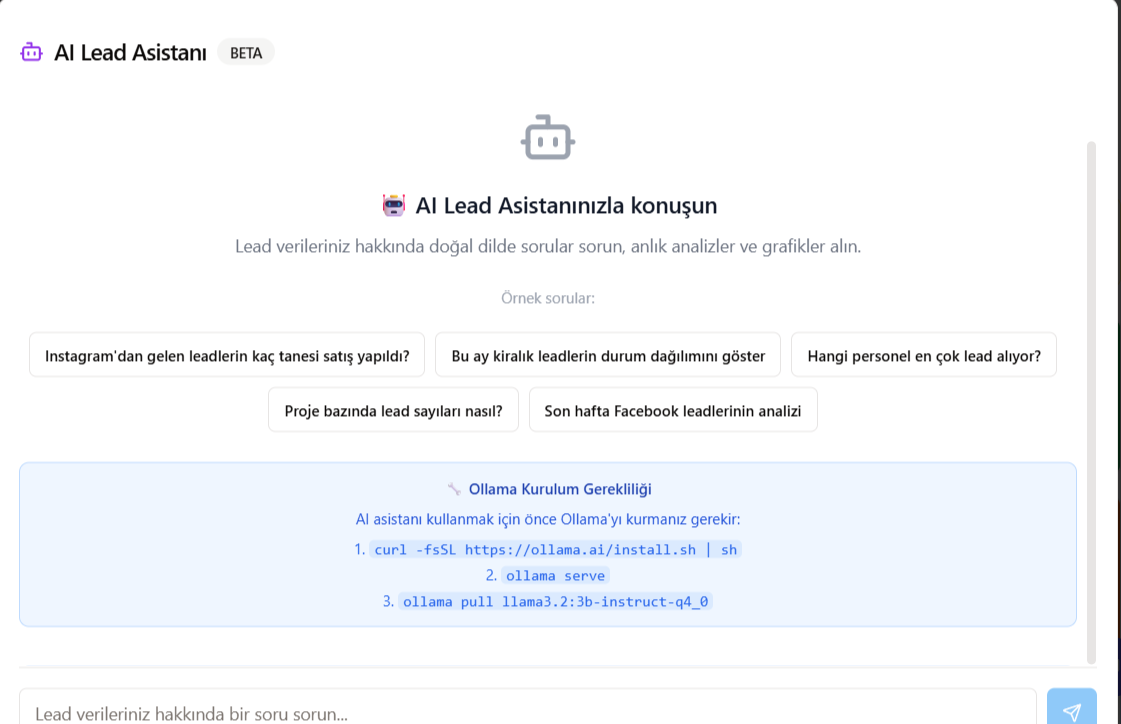 AI Lead Asistanı BETA
AI Lead Asistanınızla konuşun
Lead verileriniz hakkında doğal dilde sorular sorun, anlık analizler ve grafikler alın.
Örnek sorular:
Instagram'dan gelen leadlerin kaç tanesi satış yapıldı? Bu ay kiralık leadlerin durum dağılımını göster Hangi personel en çok lead alıyor?
Proje bazında lead sayıları nasıl? Son hafta Facebook leadlerinin analizi
Ollama Kurulum Gerekliliği
AI asistanı kullanmak için önce Ollama'yı kurmanız gerekir:
1. curl -fsSL https://ollama.ai/install.sh | sh
2. ollama serve
3. ollama pull llama3.2:3b-instruct-q4_0
Lead verileriniz hakkında bir soru sorun...